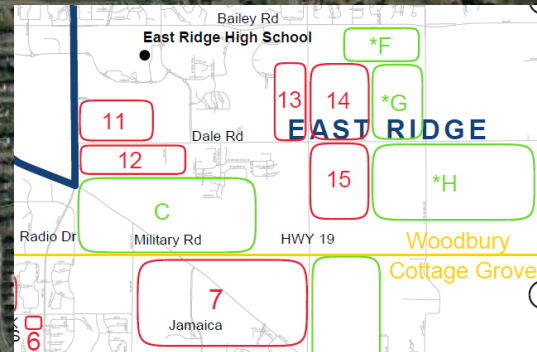 Bailey Rd
East Ridge High School
*F
13
14
*G
11
EAST RIDGE
Dale Rd
12
15
*H
C
Radio Dr
Military Rd
HWY 19
Woodbury
Cottage Grove
7
Jamaica
6